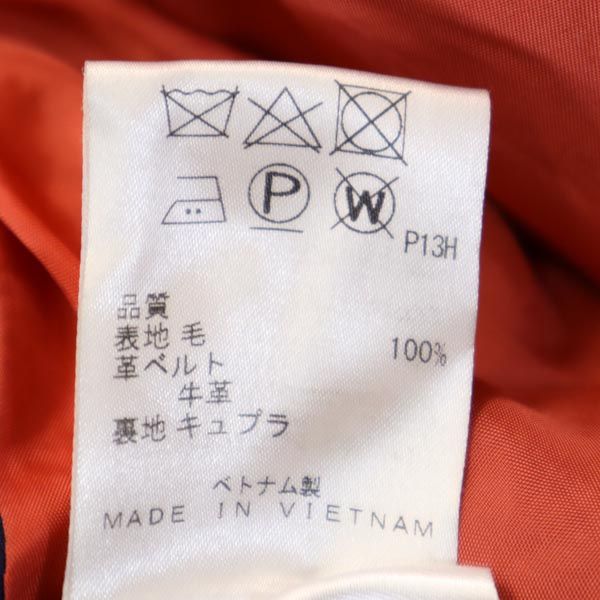 P W
P13H
品質
表地 毛 100%
革ベルト
牛革
裏地 キュプラ
ベトナム製
MADE IN VIETNAM